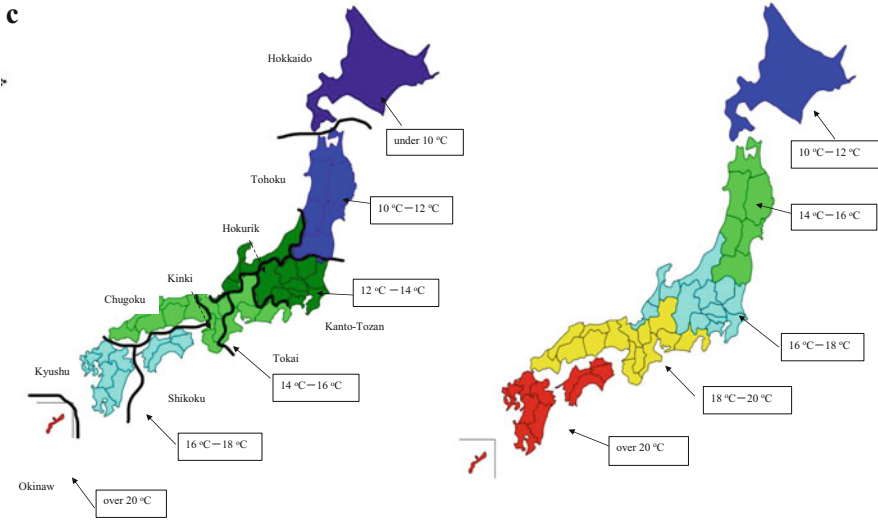 c
Hokkaido
under 10 °C
Tohoku
10 °C－12 °C
Hokurik
Kinki
12 °C－14 °C
Chugoku
Kanto-Tozan
Tokai
Kyushu
14 °C－16 °C
Shikoku
16 °C－18 °C
Okinaw
over 20 °C
10 °C－12 °C
14 °C－16 °C
16 °C－18 °C
18 °C－20 °C
over 20 °C